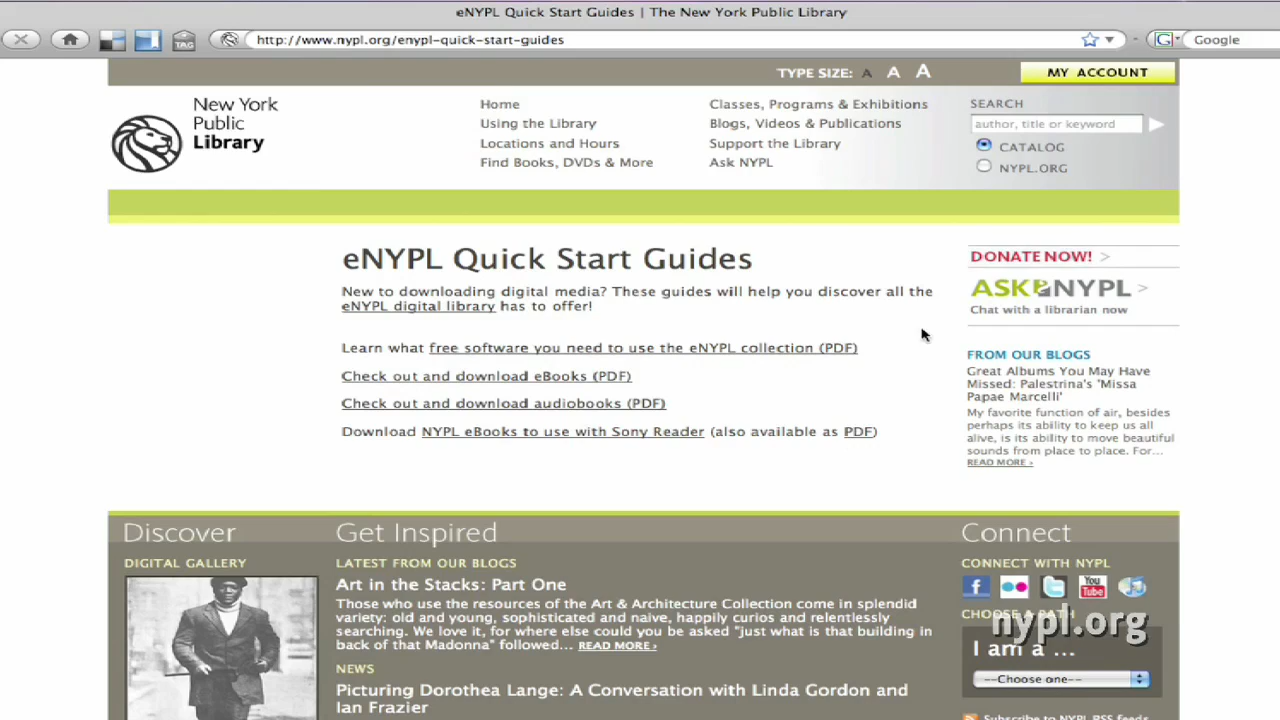 eNYPL Quick Start Guides | The New York Public Library
http://www.nypl.org/enypl-quick-start-guides
Google
TAG
TYPE SIZE: A A A
MY ACCOUNT
New York
Public
Library
Home
Using the Library
Locations and Hours
Find Books, DVDs & More
Classes, Programs & Exhibitions
Blogs, Videos & Publications
Support the Library
Ask NYPL
SEARCH
author, title or keyword
CATALOG
NYPL.ORG
eNYPL Quick Start Guides
New to downloading digital media? These guides will help you discover all the
eNYPL digital library has to offer!
Learn what free software you need to use the eNYPL collection (PDF)
Check out and download eBooks (PDF)
Check out and download audiobooks (PDF)
Download NYPL eBooks to use with Sony Reader (also available as PDF)
DONATE NOW! >
ASK NYPL >
Chat with a librarian now
FROM OUR BLOGS
Great Albums You May Have
Missed: Palestrina's 'Missa
Papae Marcelli'
My favorite function of air, besides
perhaps its ability to keep us all
alive, is its ability to move beautiful
sounds from place to place. For...
READ MORE ›
Discover
DIGITAL GALLERY
Get Inspired
LATEST FROM OUR BLOGS
Art in the Stacks: Part One
Those who use the resources of the Art & Architecture Collection come in splendid
variety: old and young, sophisticated and naive, happily curios and relentlessly
searching. We love it, for where else could you be asked "just what is that building in
back of that Madonna" followed... READ MORE ›
NEWS
Picturing Dorothea Lange: A Conversation with Linda Gordon and
Ian Frazier
Connect
CONNECT WITH NYPL
f
t
You
Tube
CHOOSE A PATH
nypl.org
I am a ...
--Choose one--
Subscribe to NYPL RSS feeds